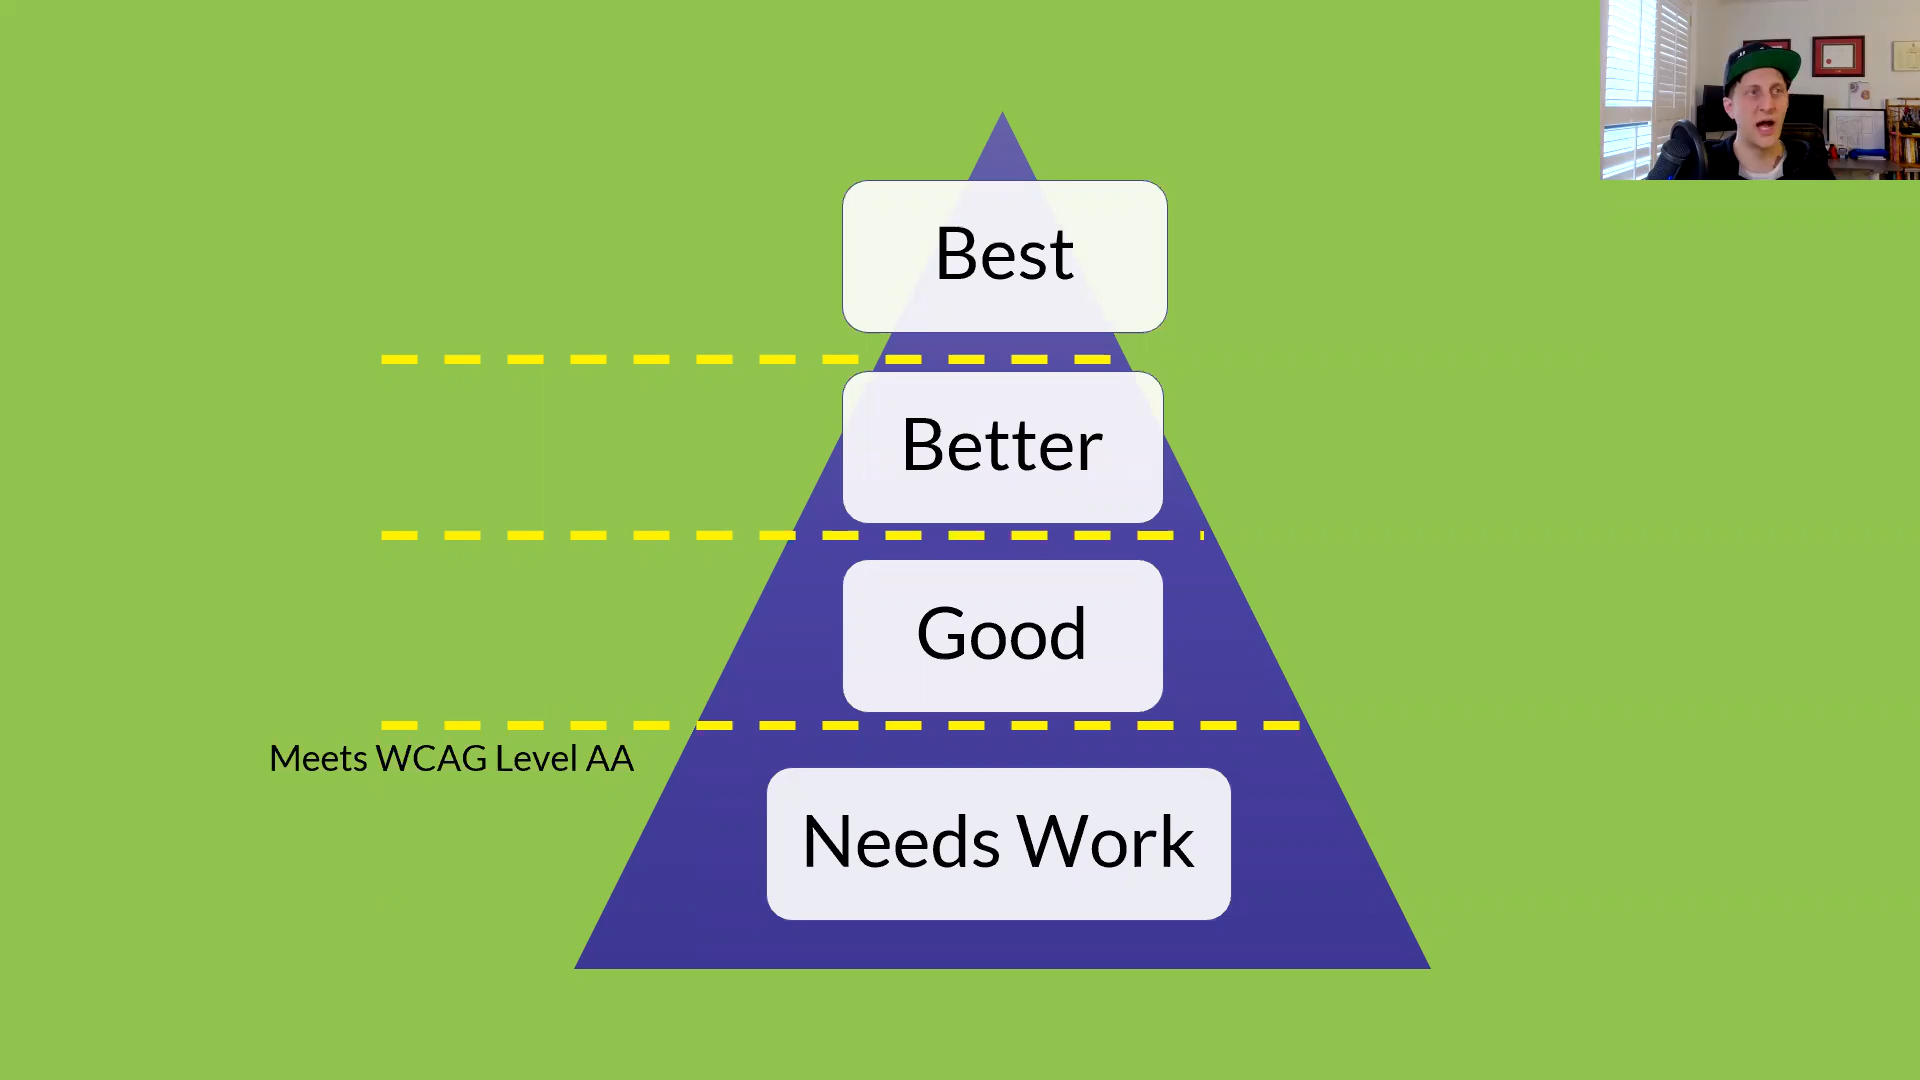 Best
Better
Good
Meets WCAG Level AA
Needs Work